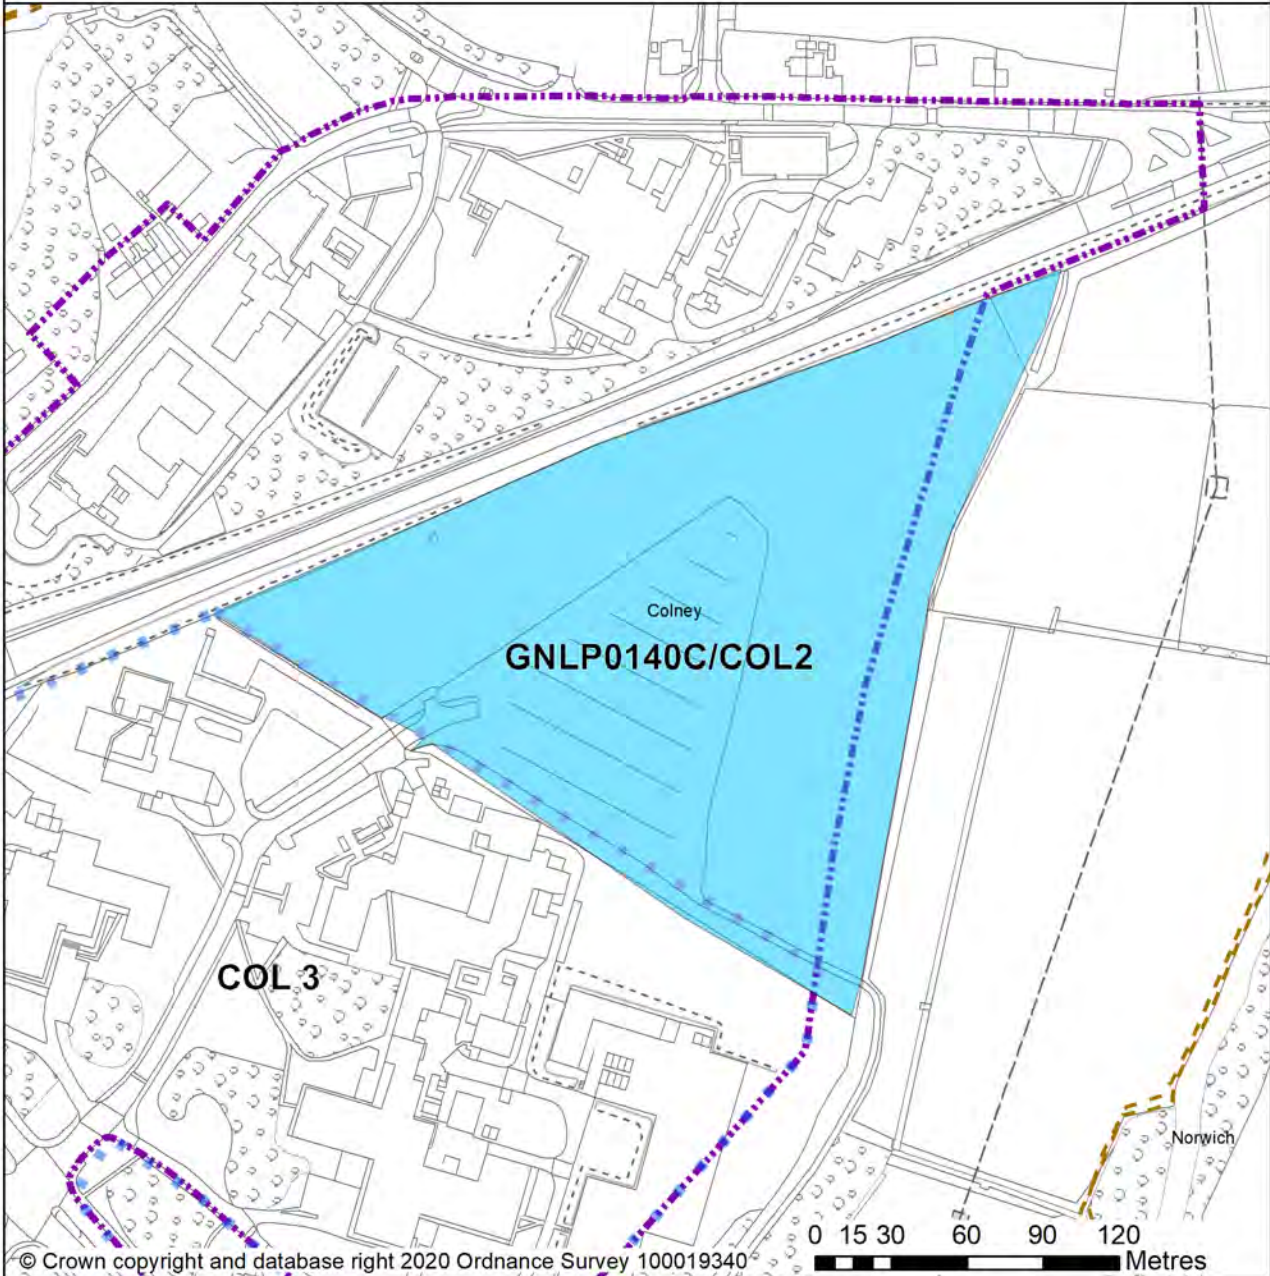 Colney
GNLP0140C/COL2
COL 3
Norwich
0 15 30 60 90 120
Metres
© Crown copyright and database right 2020 Ordnance Survey 100019340